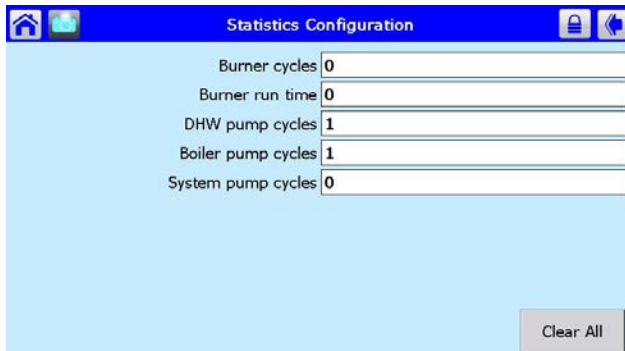 Statistics Configuration
Burner cycles 0
Burner run time 0
DHW pump cycles 1
Boiler pump cycles 1
System pump cycles 0
Clear All